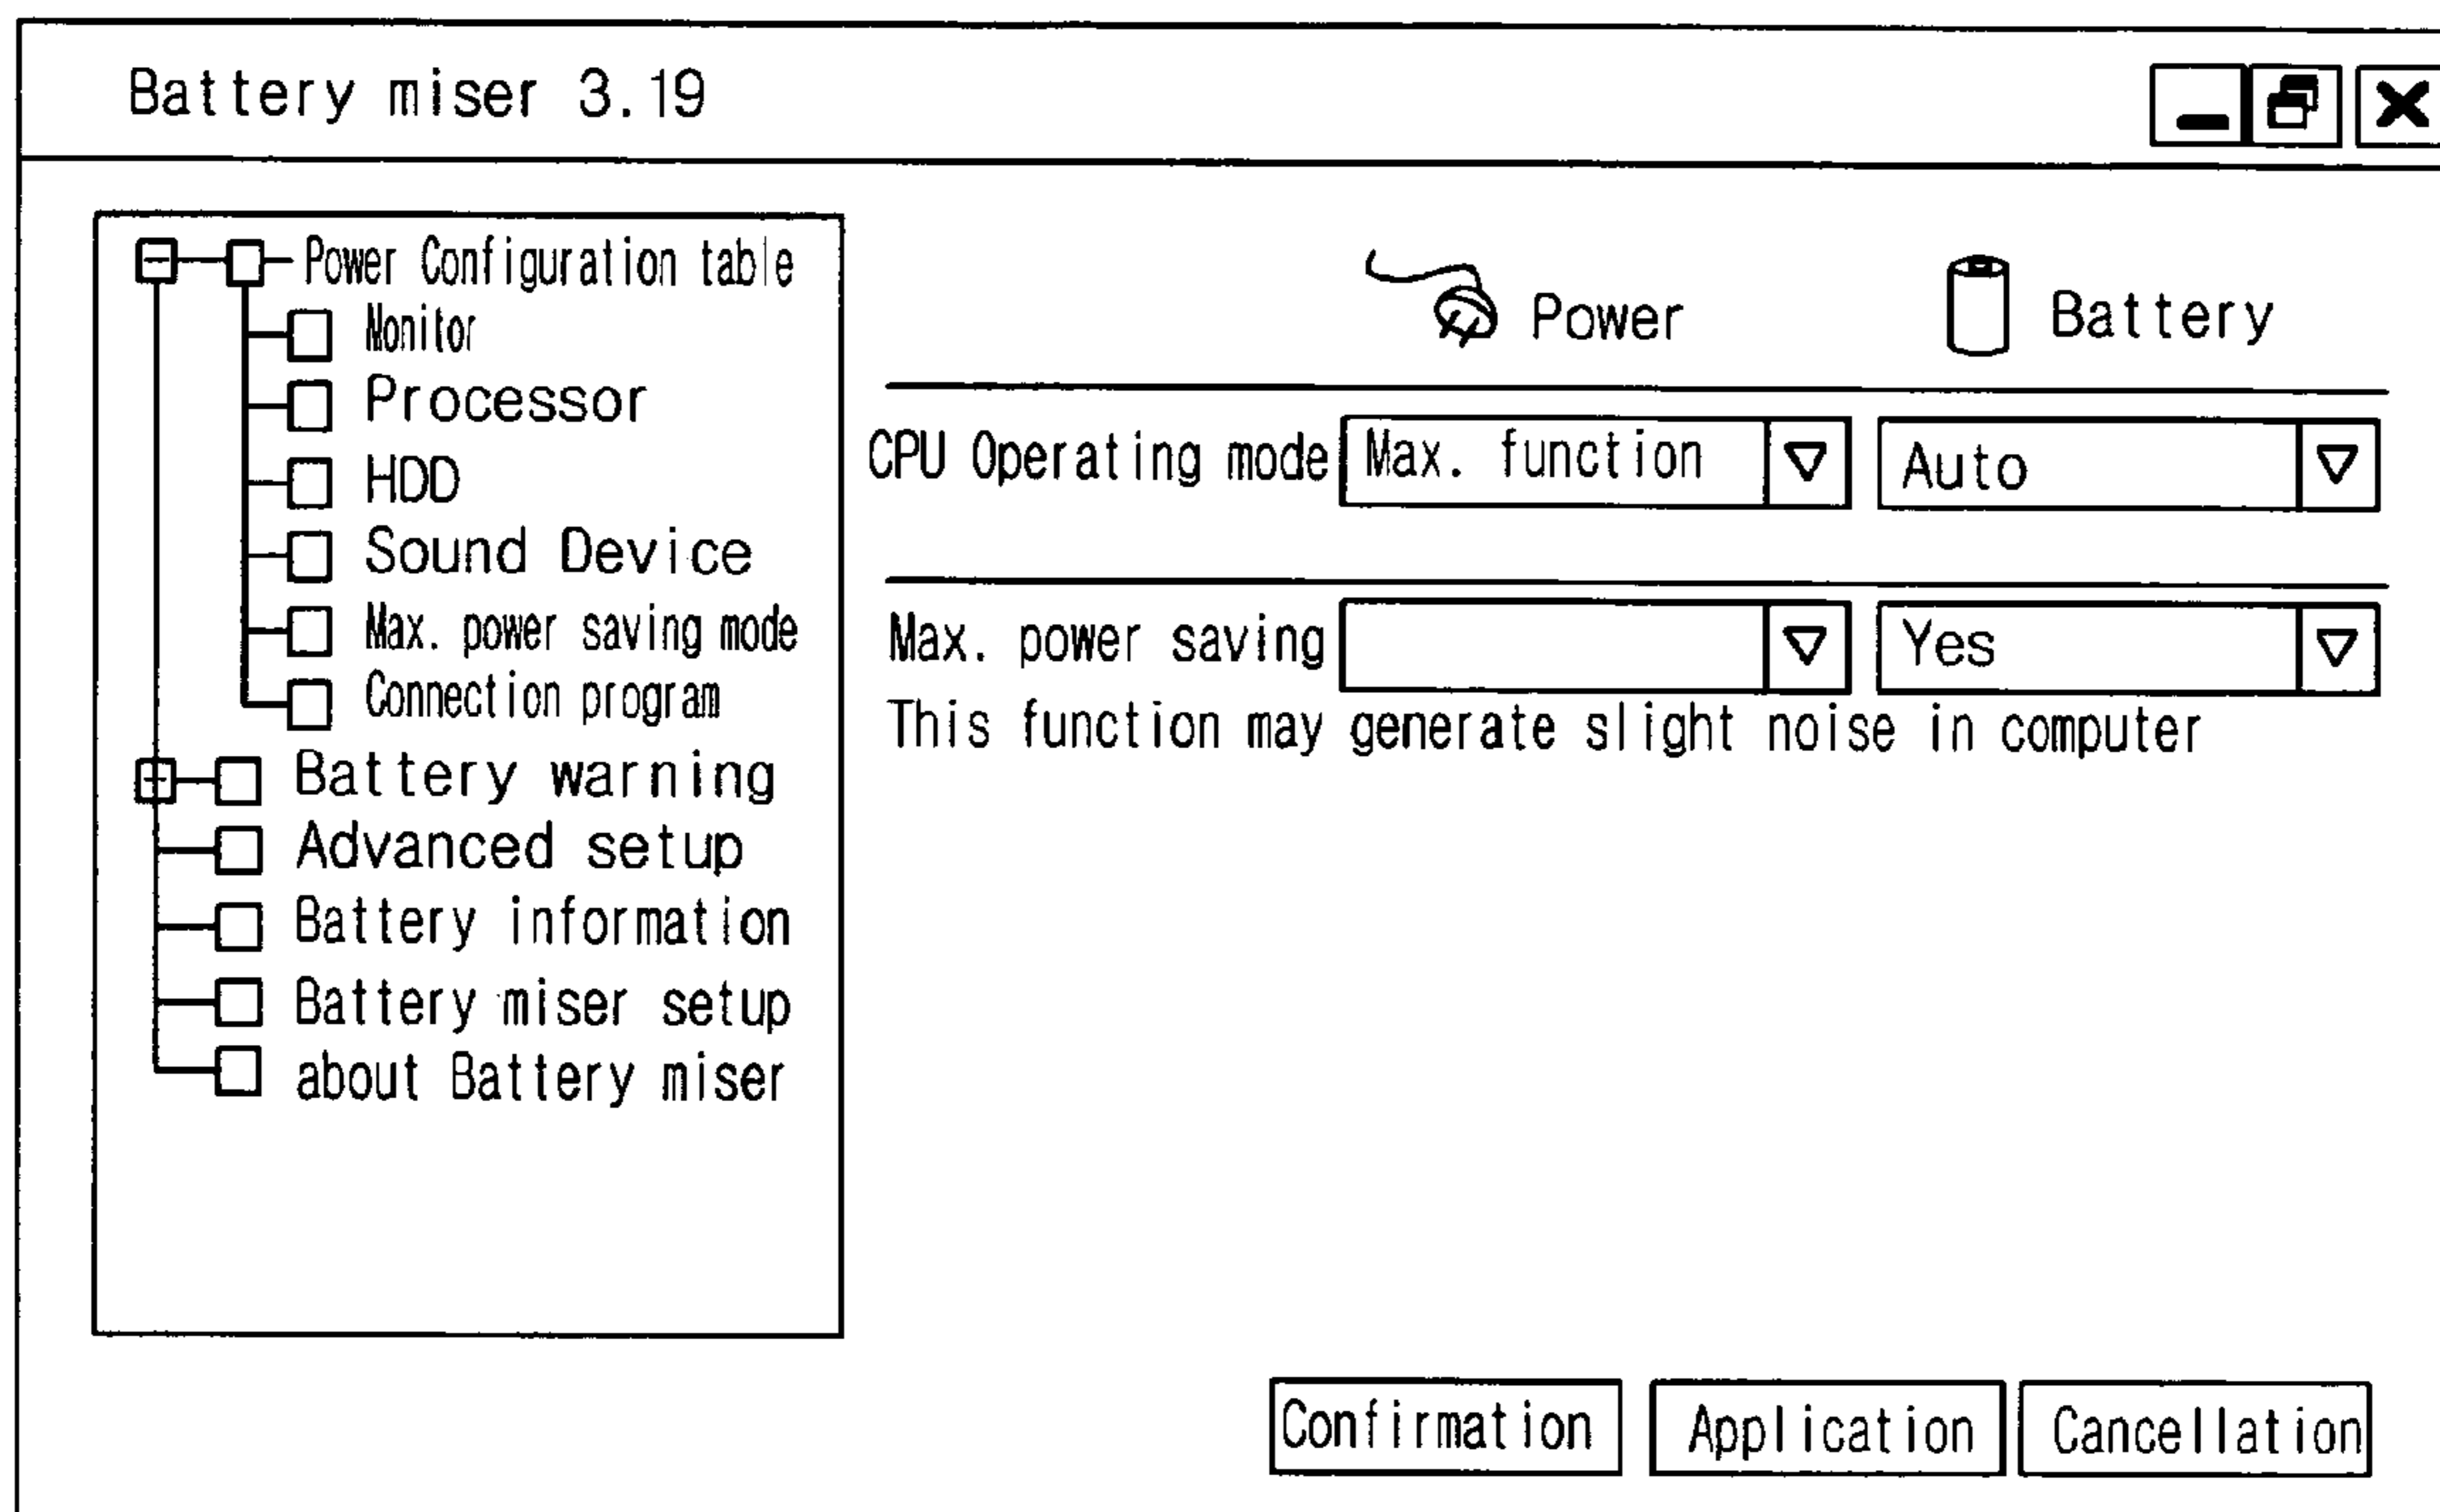 Battery miser 3.19
Power Configuration table
Monitor
Processor
HDD
Sound Device
Max. power saving mode
Connection program
Battery warning
Advanced setup
Battery information
Battery miser setup
about Battery miser
Power Battery
CPU Operating mode Max. function Auto
Max. power saving Yes
This function may generate slight noise in computer
Confirmation Application Cancellation